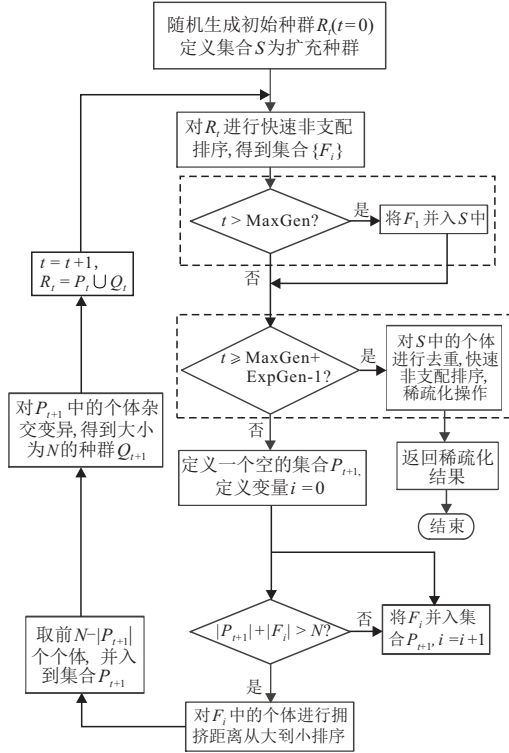 随机生成初始种群R_t(t=0)
定义集合S为扩充种群
对R_t进行快速非支配
排序,得到集合{F_i}
t > MaxGen?
是
将F_1并入S中
否
t = t+1,
R_t = P_t ∪ Q_t
t ⩾ MaxGen+
ExpGen-1?
是
对S中的个体
进行去重,快速
非支配排序,
稀疏化操作
否
对P_{t+1}中的个体杂
交变异,得到大小
为N的种群Q_{t+1}
定义一个空的集合P_{t+1},
定义变量i=0
返回稀疏化
结果
结束
|P_{t+1}|+|F_i| > N?
否
将F_i并入集
合P_{t+1}, i=i+1
取前N-|P_{t+1}|
个个体, 并入
到集合P_{t+1}
是
对F_i中的个体进行拥
挤距离从大到小排序